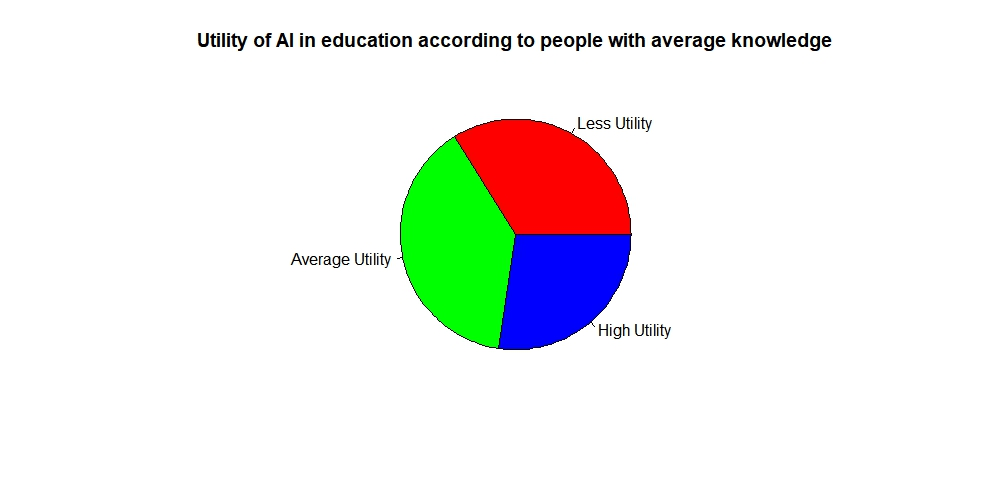 Utility of AI in education according to people with average knowledge
Less Utility
Average Utility
High Utility